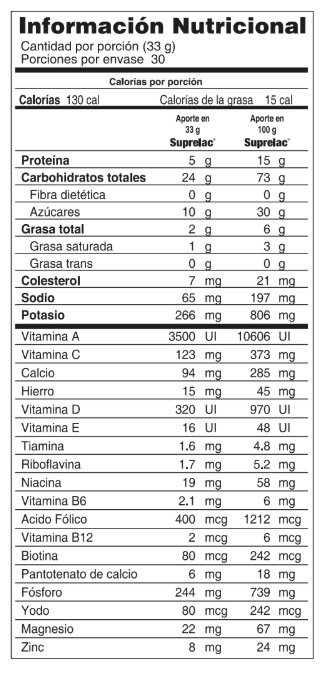 Información Nutricional
Cantidad por porción (33 g)
Porciones por envase 30
Calorías por porción
Calorías 130 cal Calorías de la grasa 15 cal
Aporte en Aporte en
33 g 100 g
Suprelac® Suprelac®
Proteína 5 g 15 g
Carbohidratos totales 24 g 73 g
Fibra dietética 0 g 0 g
Azúcares 10 g 30 g
Grasa total 2 g 6 g
Grasa saturada 1 g 3 g
Grasa trans 0 g 0 g
Colesterol 7 mg 21 mg
Sodio 65 mg 197 mg
Potasio 266 mg 806 mg
Vitamina A 3500 UI 10606 UI
Vitamina C 123 mg 373 mg
Calcio 94 mg 285 mg
Hierro 15 mg 45 mg
Vitamina D 320 UI 970 UI
Vitamina E 16 UI 48 UI
Tiamina 1.6 mg 4.8 mg
Riboflavina 1.7 mg 5.2 mg
Niacina 19 mg 58 mg
Vitamina B6 2.1 mg 6 mg
Acido Fólico 400 mcg 1212 mcg
Vitamina B12 2 mcg 6 mcg
Biotina 80 mcg 242 mcg
Pantotenato de calcio 6 mg 18 mg
Fósforo 244 mg 739 mg
Yodo 80 mcg 242 mcg
Magnesio 22 mg 67 mg
Zinc 8 mg 24 mg